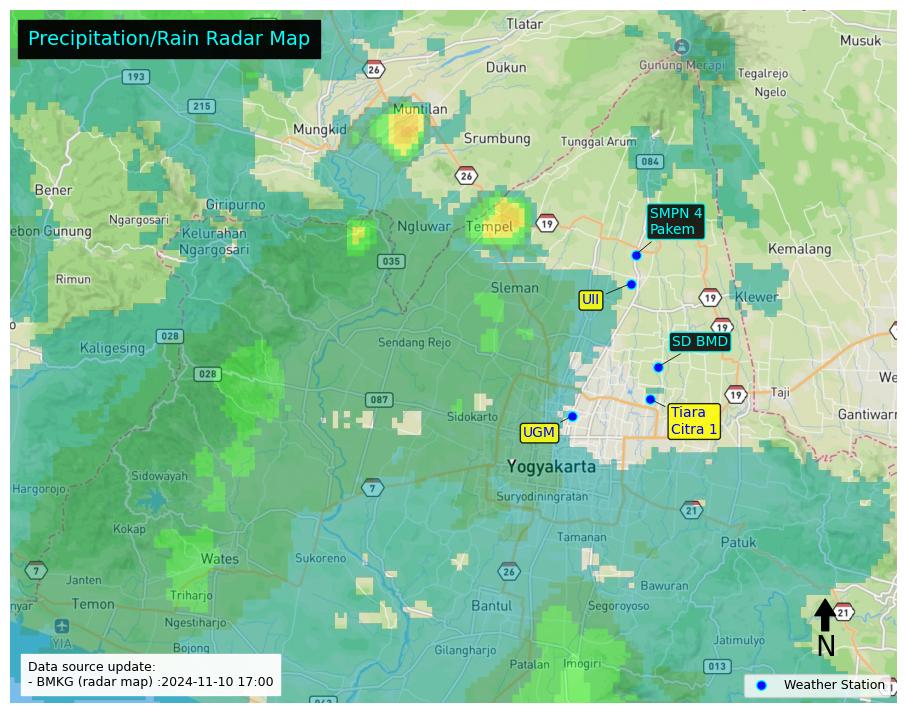 Precipitation/Rain Radar Map
Tlatar
Musuk
26
193
Dukun
Gunung Merapi
Tegalrejo
Ngelo
215
Muntilan
Mungkid
Srumbung
Tunggal Arum
084
26
Bener
Giripurno
Ngargosari
ebon Gunung
Kelurahan
Ngargosari
Ngluwar
Tempel
19
SMPN 4
Pakem
Kemalang
035
Rimun
Sleman
UII
19
Klewer
19
028
Kaligesing
Sendang Rejo
SD BMD
We
028
087
19
Taji
Sidokarto
Tiara
Citra 1
Gantiwarn
UGM
Yogyakarta
Sidowayah
Hargorojo
7
Suryodiningratan
21
Kokap
Tamanan
Patuk
Wates
Sukoreno
7
26
Janten
Triharjo
Bawuran
nyar
Temon
Bantul
Segoroyoso
21
Ngestiharjo
YIA
Bojong
Gilangharjo
Jatimulyo
N
Patalan
Imogiri
013
Data source update:
- BMKG (radar map) :2024-11-10 17:00
Weather Station